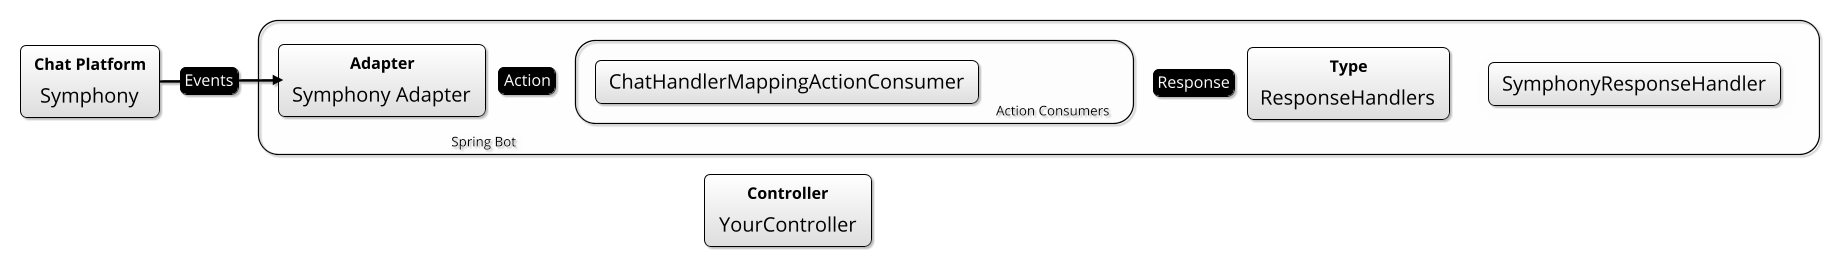 Chat Platform
Symphony
Events
Adapter
Symphony Adapter
Action
ChatHandlerMappingActionConsumer
Action Consumers
Response
Type
ResponseHandlers
SymphonyResponseHandler
Spring Bot
Controller
YourController